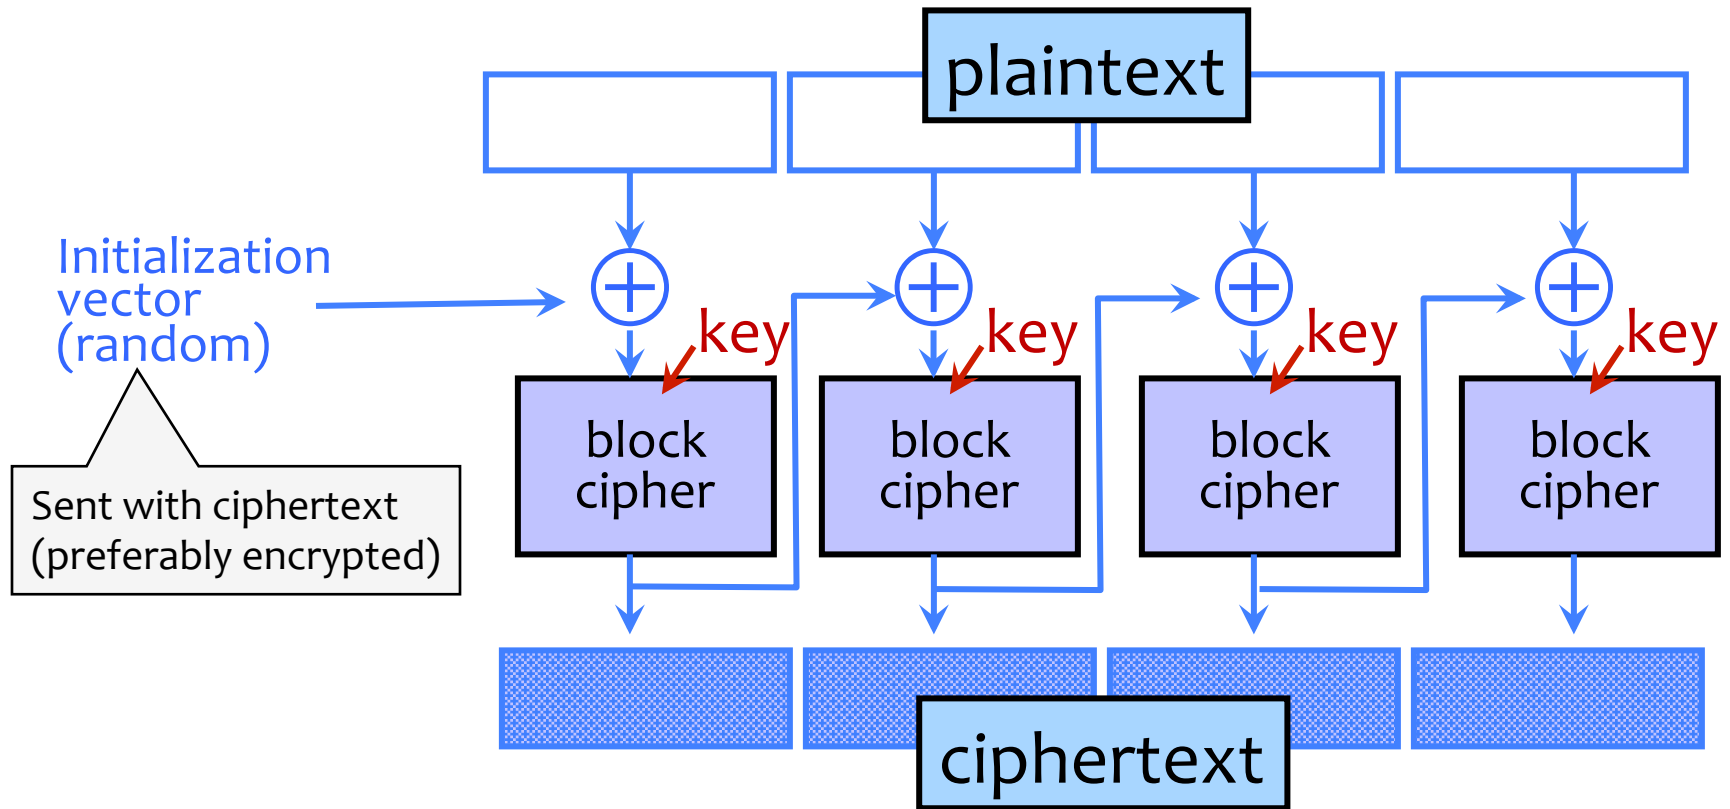 plaintext
Initialization
vector
(random)
key
key
key
key
block
cipher
block
cipher
block
cipher
block
cipher
Sent with ciphertext
(preferably encrypted)
ciphertext